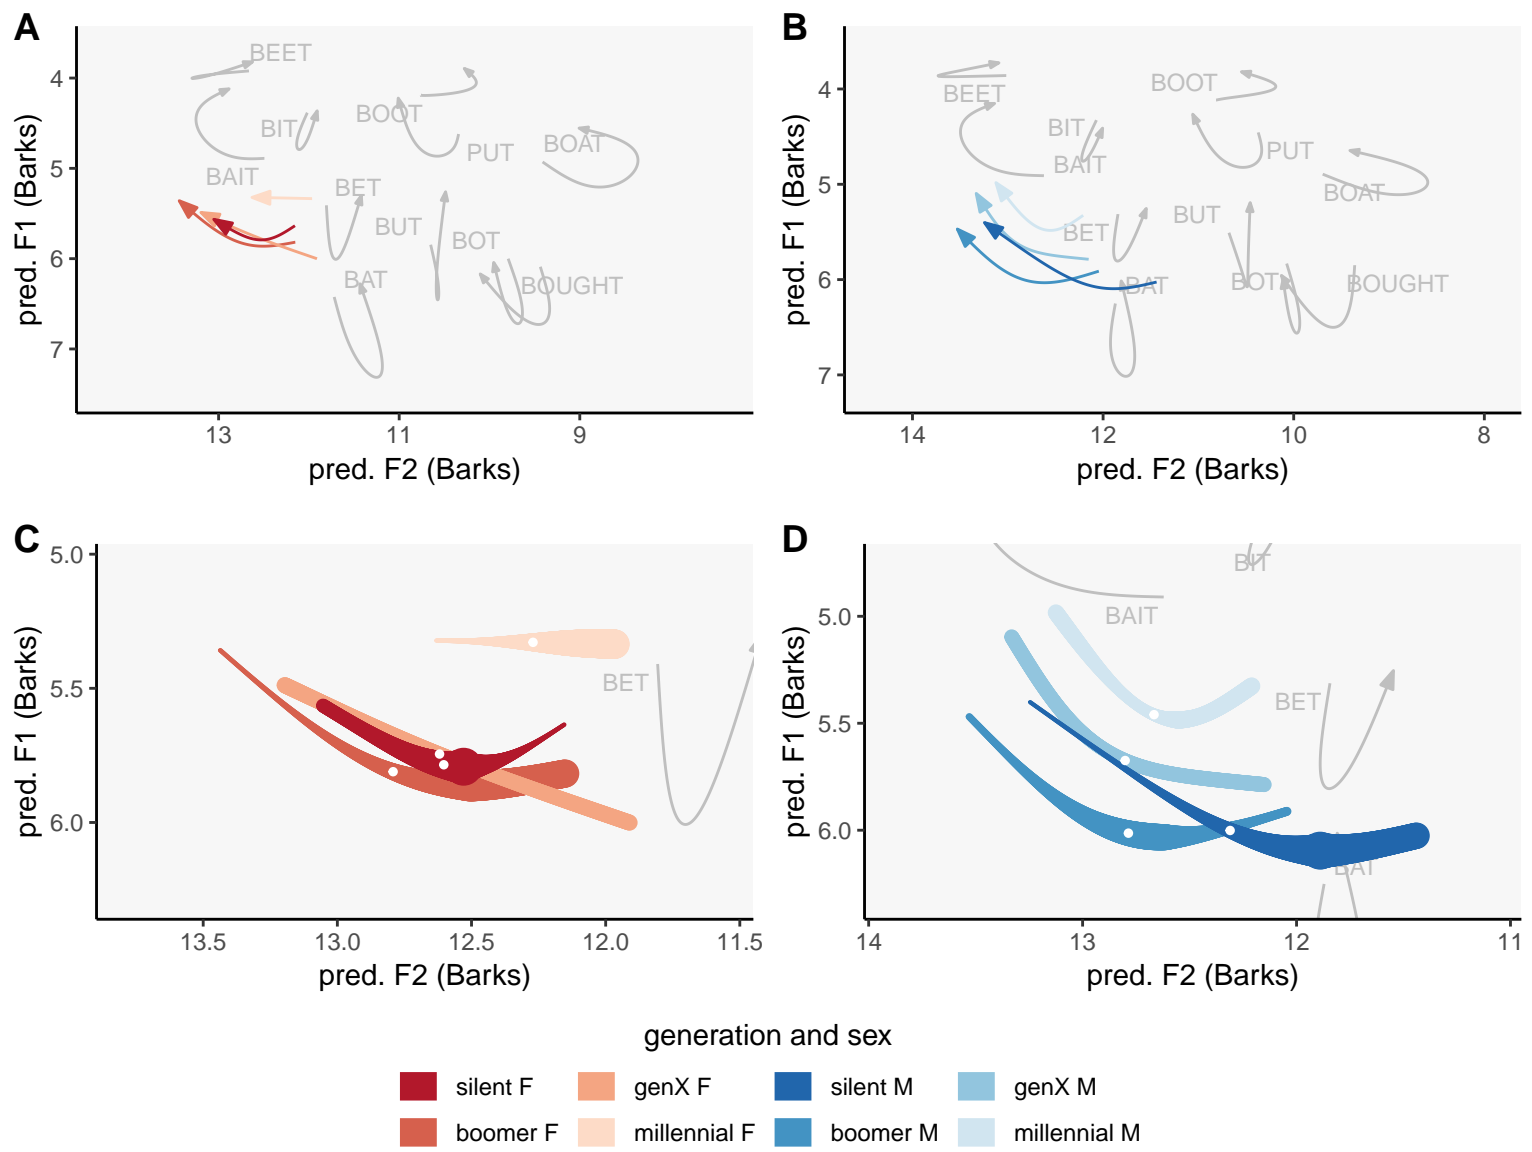 A
4
5
6
7
pred. F1 (Barks)
BEET
BIT
BOOT
PUT
BOAT
BAIT
BET
BUT
BOT
BAT
BOUGHT
13
11
9
pred. F2 (Barks)
B
4
5
6
7
pred. F1 (Barks)
BOOT
BEET
BIT
BAIT
PUT
BOAT
BUT
BET
BAT
BOT
BOUGHT
14
12
10
8
pred. F2 (Barks)
C
5.0
5.5
6.0
pred. F1 (Barks)
BET
13.5
13.0
12.5
12.0
11.5
pred. F2 (Barks)
D
5.0
5.5
6.0
pred. F1 (Barks)
BIT
BAIT
BET
BAT
14
13
12
11
pred. F2 (Barks)
generation and sex
silent F
genX F
silent M
genX M
boomer F
millennial F
boomer M
millennial M